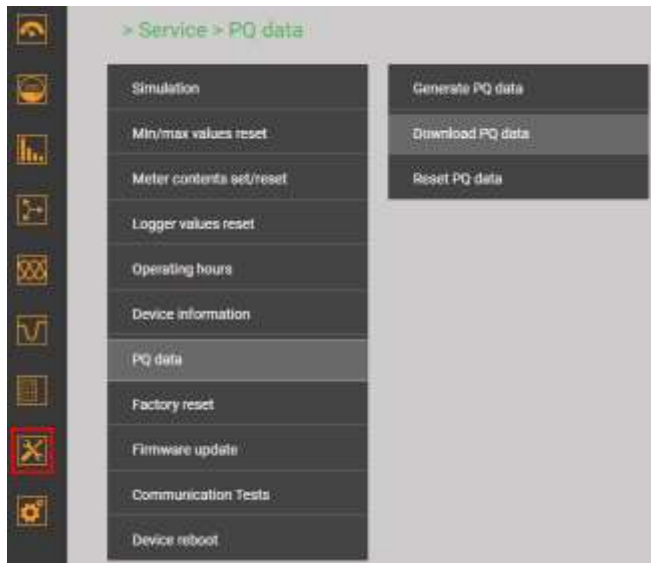 > Service > PQ data
Simulation
Min/max values reset
Meter contents set/reset
Logger values reset
Operating hours
Device information
PQ data
Factory reset
Firmware update
Communication Tests
Device reboot
Generate PQ data
Download PQ data
Reset PQ data